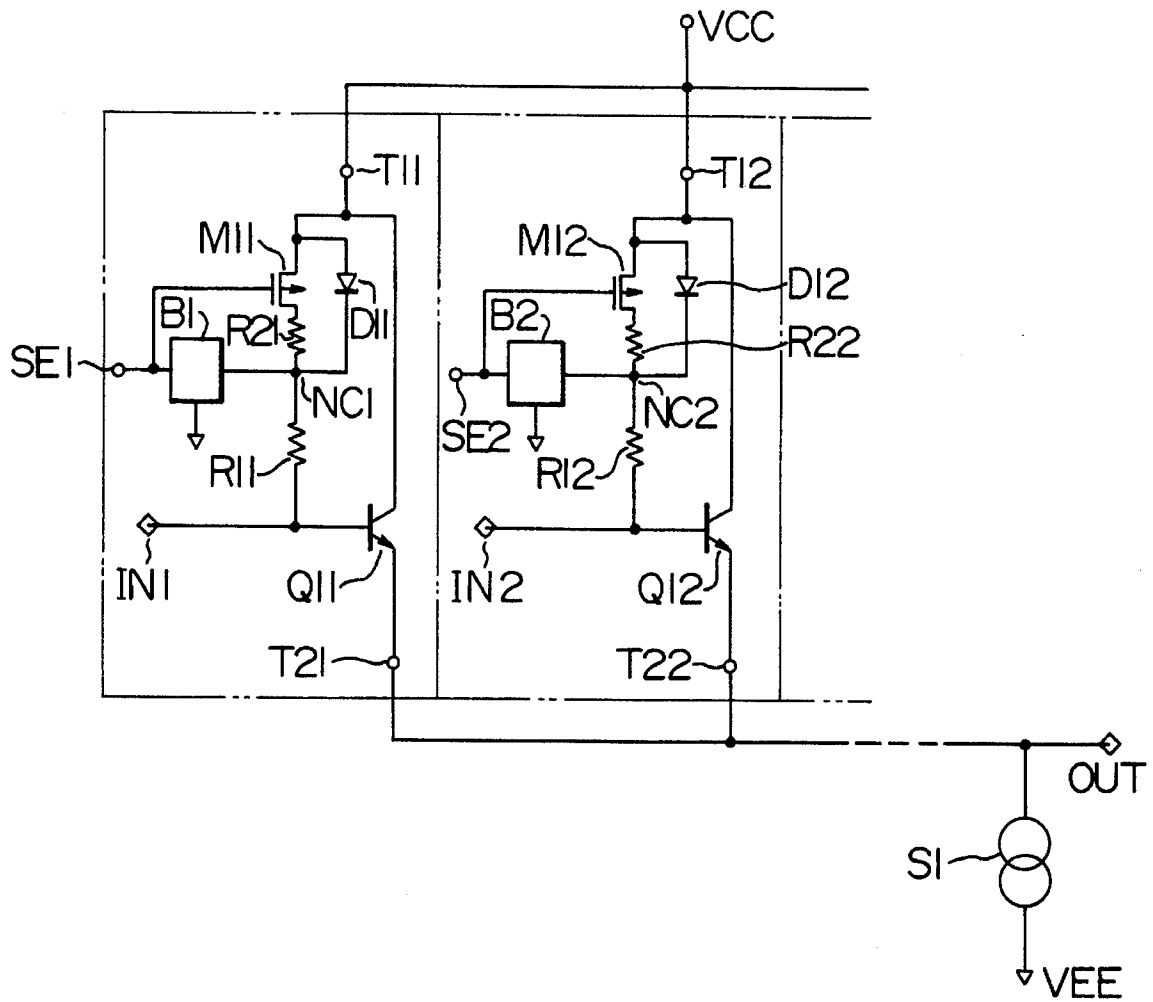 VCC
T11
T12
M11
M12
D12
B1
R21
D11
B2
R22
SE1
NC1
NC2
SE2
R11
R12
IN1
Q11
IN2
Q12
T21
T22
OUT
S1
VEE